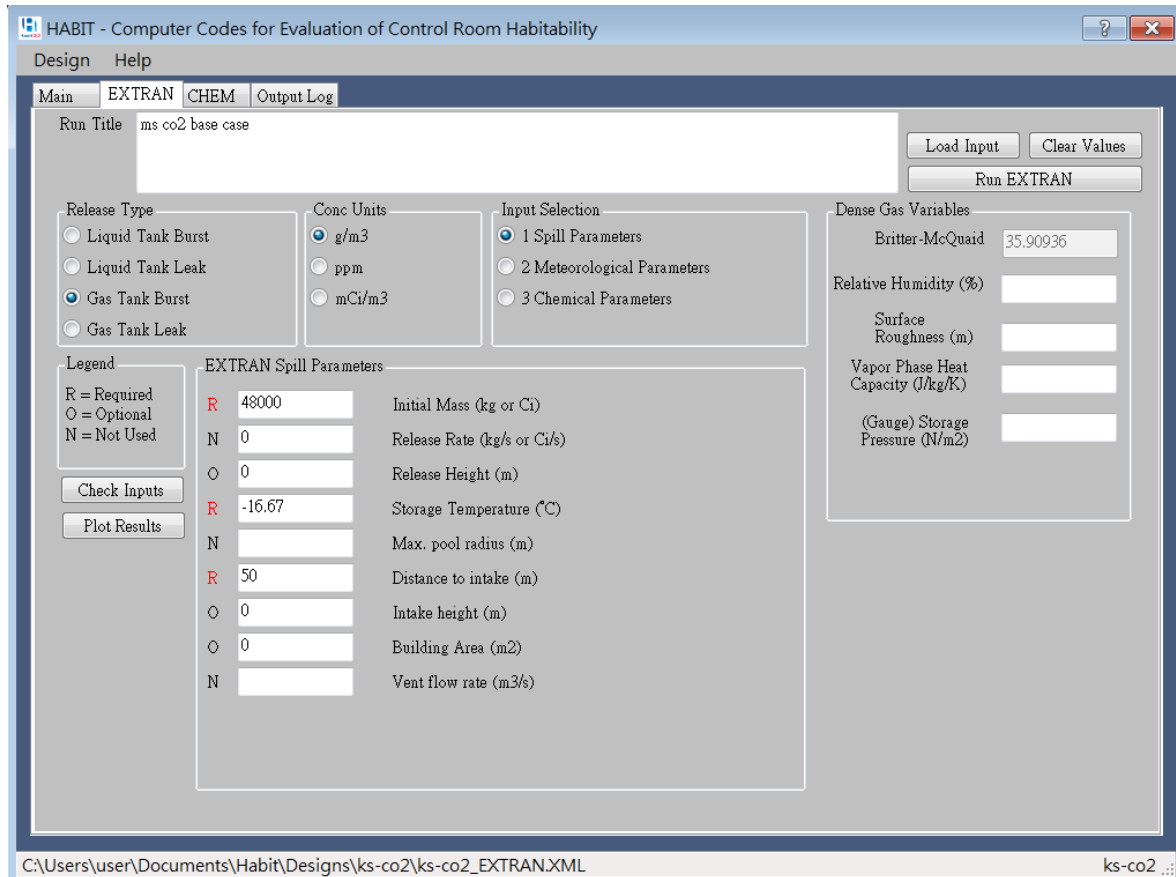 HABIT - Computer Codes for Evaluation of Control Room Habitability
Design Help
Main EXTRAN CHEM Output Log
Run Title ms co2 base case
Load Input Clear Values
Run EXTRAN
Release Type
Liquid Tank Burst
Liquid Tank Leak
Gas Tank Burst
Gas Tank Leak
Conc Units
g/m3
ppm
mCi/m3
Input Selection
1 Spill Parameters
2 Meteorological Parameters
3 Chemical Parameters
Dense Gas Variables
Britter-McQuaid 35.90936
Relative Humidity (%)
Surface
Roughness (m)
Vapor Phase Heat
Capacity (J/kg/K)
(Gauge) Storage
Pressure (N/m2)
Legend
R = Required
O = Optional
N = Not Used
Check Inputs
Plot Results
EXTRAN Spill Parameters
R 48000 Initial Mass (kg or Ci)
N 0 Release Rate (kg/s or Ci/s)
O 0 Release Height (m)
R -16.67 Storage Temperature (°C)
N Max. pool radius (m)
R 50 Distance to intake (m)
O 0 Intake height (m)
O 0 Building Area (m2)
N Vent flow rate (m3/s)
C:\Users\user\Documents\Habit\Designs\ks-co2\ks-co2_EXTRAN.XML ks-co2